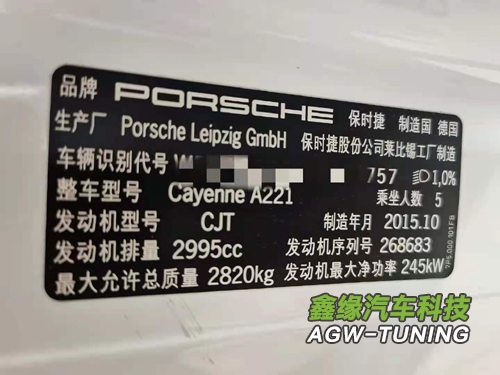 品牌 PORSCHE 保时捷 制造国 德国
生产厂 Porsche Leipzig GmbH 保时捷股份公司莱比锡工厂制造
车辆识别代号 W 757 1,0%
整车型号 Cayenne A221 乘坐人数 5
发动机型号 CJT 制造年月 2015.10
发动机排量 2995cc 发动机序列号 268683
最大允许总质量 2820kg 发动机最大净功率 245kW
7P5.000.101FB
鑫缘汽车科技
AGW-TUNING